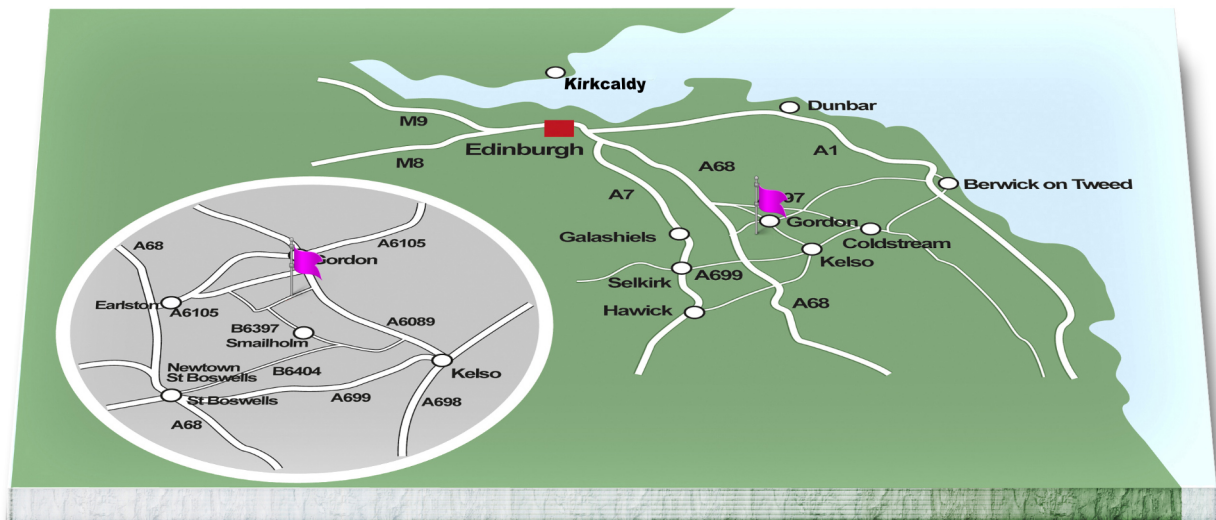 Kirkcaldy
Dunbar
M9
Edinburgh
M8
A68
A1
A7
97
Berwick on Tweed
Gordon
Galashiels
Coldstream
Kelso
Selkirk
A699
Hawick
A68
A68
A6105
Gordon
Earlston
A6105
B6397
Smailholm
A6089
Newtown
St Boswells
B6404
Kelso
St Boswells
A699
A698
A68